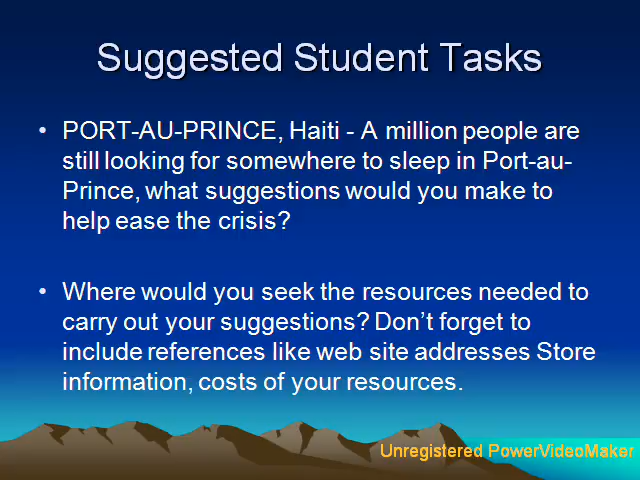 Suggested Student Tasks
• PORT-AU-PRINCE, Haiti - A million people are
still looking for somewhere to sleep in Port-au-
Prince, what suggestions would you make to
help ease the crisis?
• Where would you seek the resources needed to
carry out your suggestions? Don't forget to
include references like web site addresses Store
information, costs of your resources.
Unregistered PowerVideoMaker